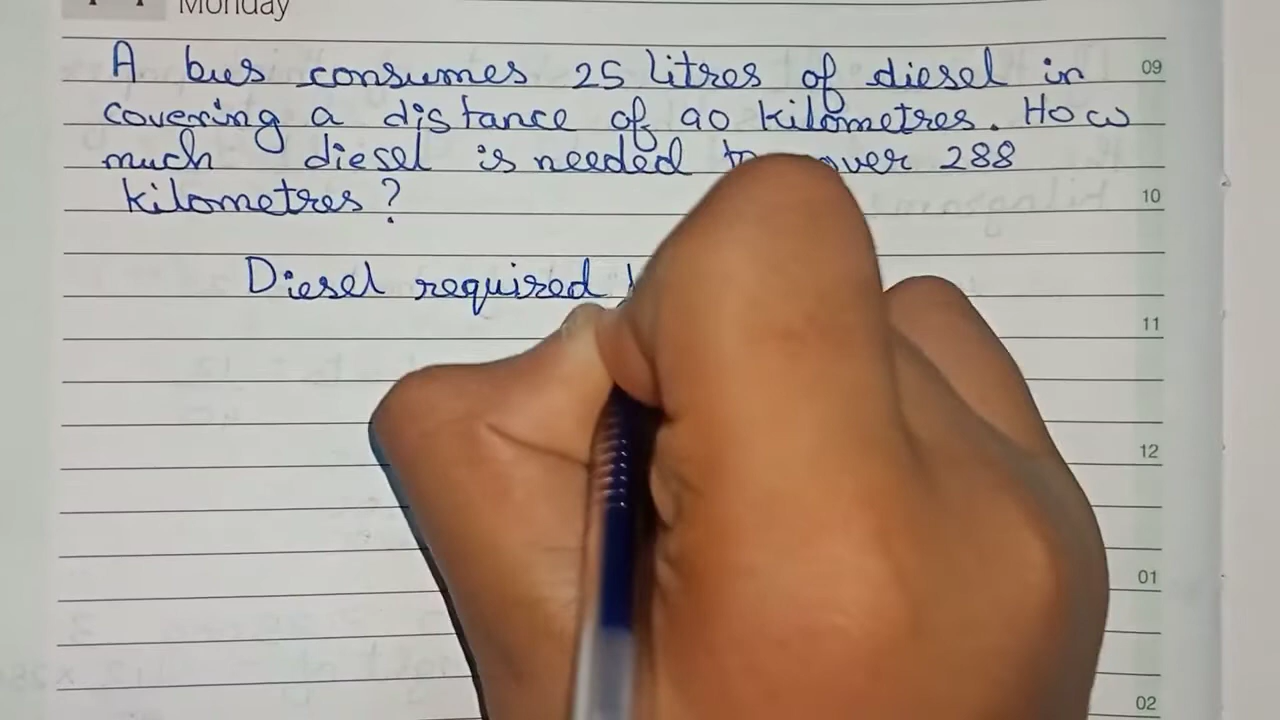 Monday
A bus consumes 25 litres of diesel in 09
covering a distance of 90 kilometres. How
much diesel is needed over 288
kilometres? 10
Diesel required
11
12
01
02